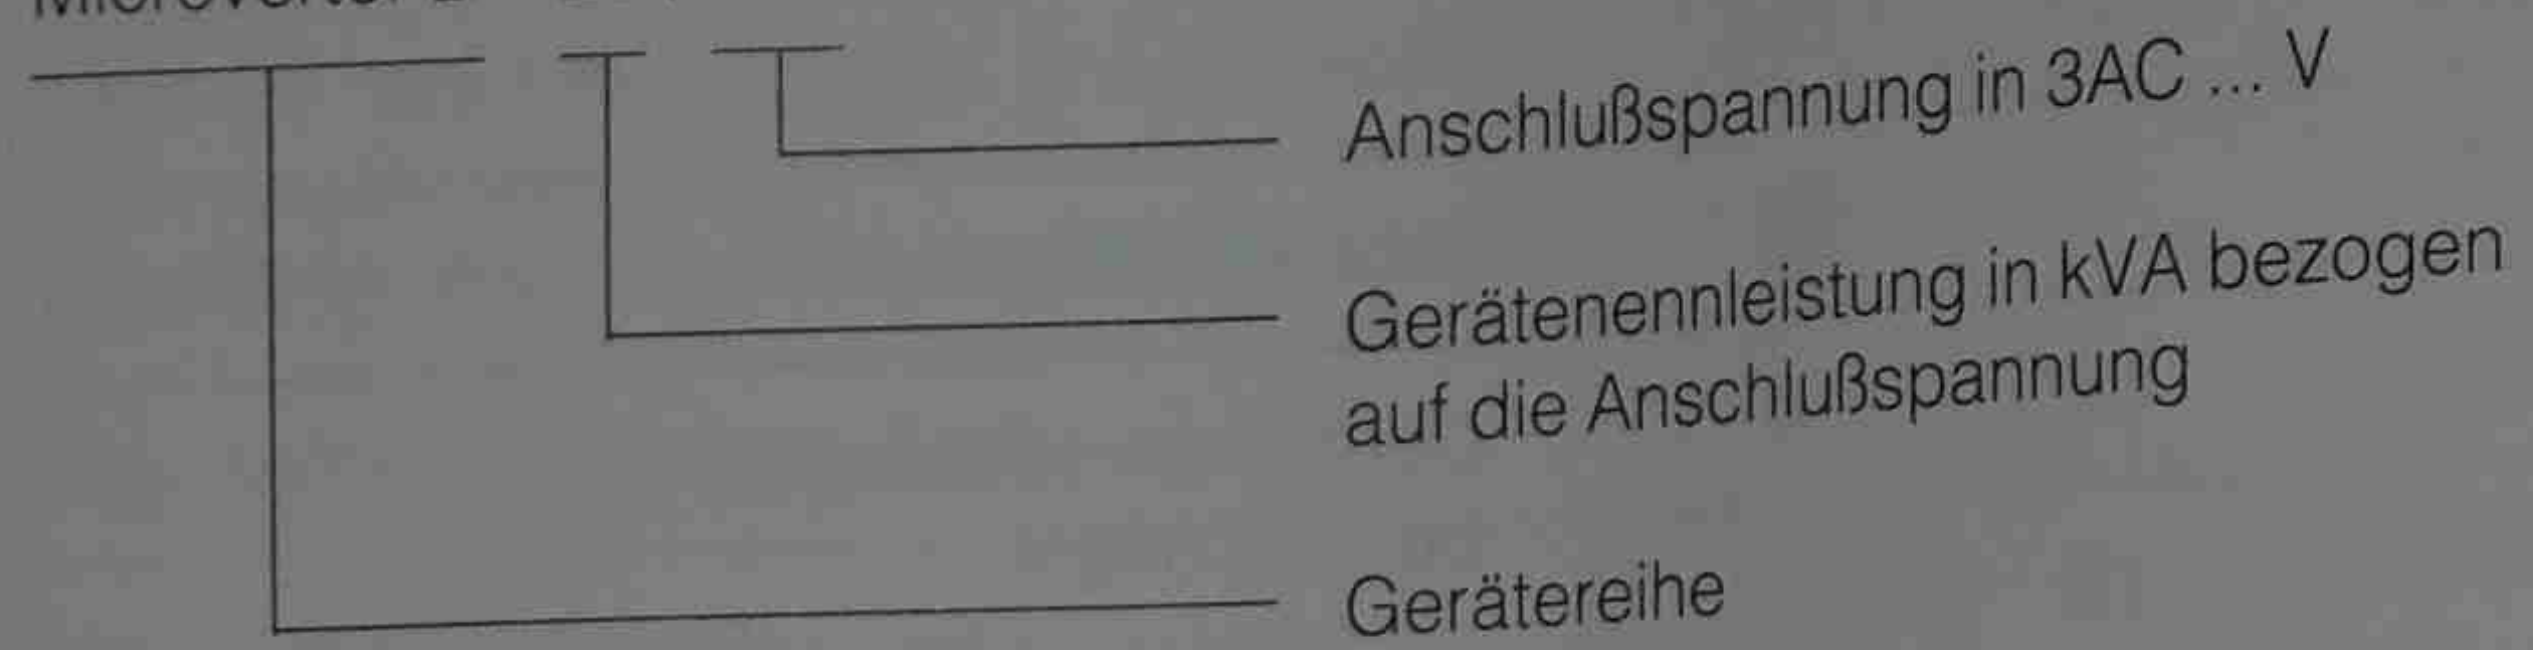 Anschlußspannung in 3AC ... V
Gerätenennleistung in kVA bezogen
auf die Anschlußspannung
Gerätereihe